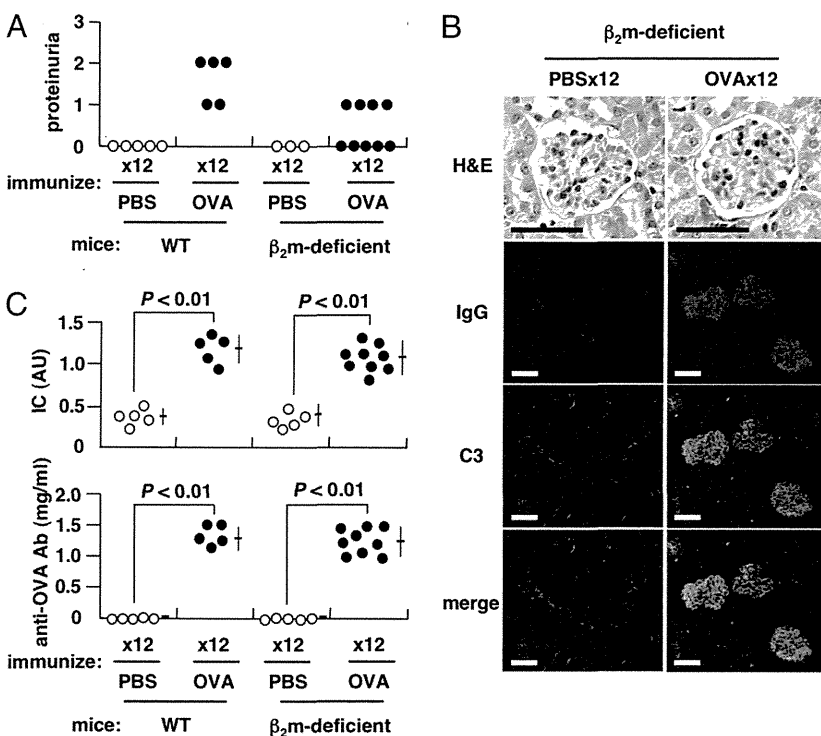 A
proteinuria
3
2
1
0
x12 x12 x12 x12
immunize:
PBS OVA PBS OVA
mice: WT β₂m-deficient
B
β₂m-deficient
PBSx12 OVAx12
H&E
IgG
C3
merge
C
P < 0.01 P < 0.01
IC (AU)
1.5
1.0
0.5
0
P < 0.01 P < 0.01
anti-OVA Ab (mg/ml)
2.0
1.5
1.0
0.5
0
x12 x12 x12 x12
immunize:
PBS OVA PBS OVA
mice: WT β₂m-deficient